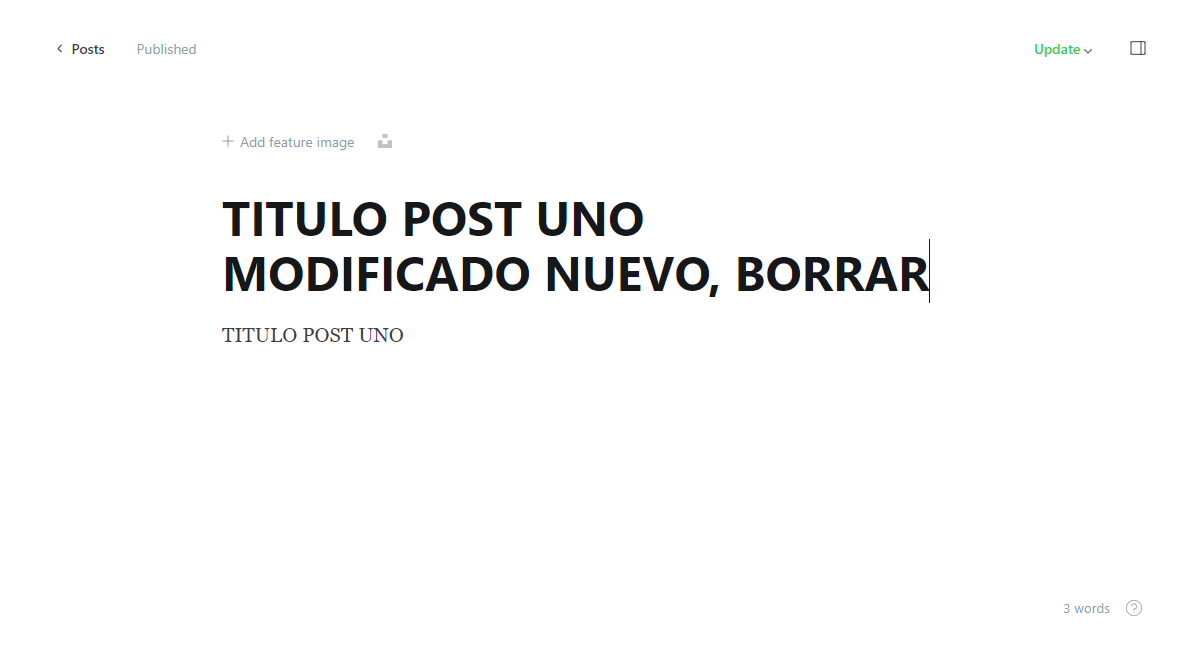 Posts
Published
Update
Add feature image
TITULO POST UNO
MODIFICADO NUEVO, BORRAR
TITULO POST UNO
3 words
?